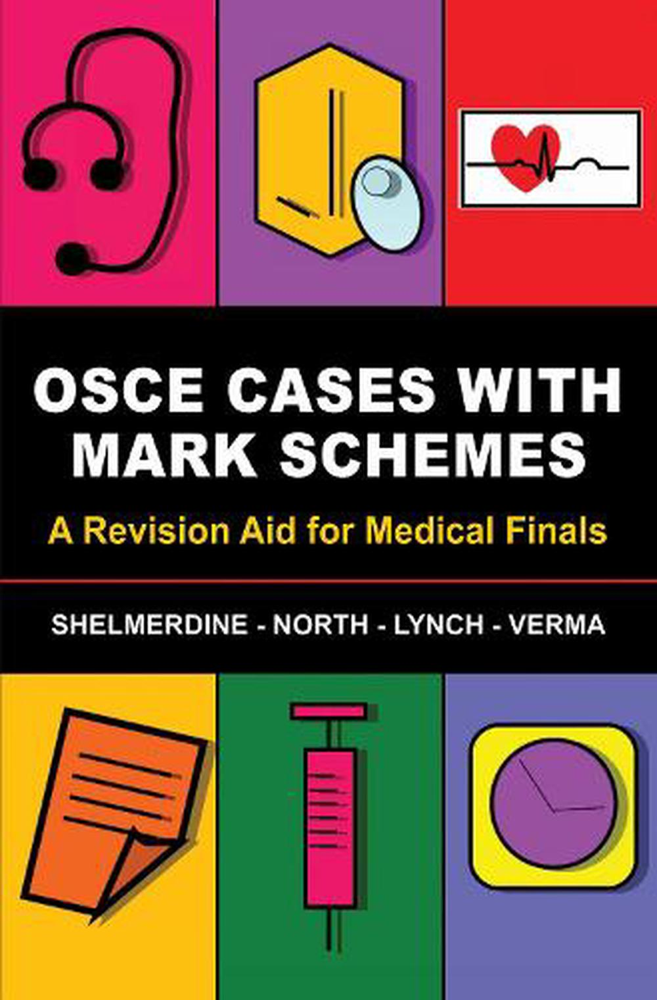 OSCE CASES WITH
MARK SCHEMES
A Revision Aid for Medical Finals
SHELMERDINE - NORTH - LYNCH - VERMA